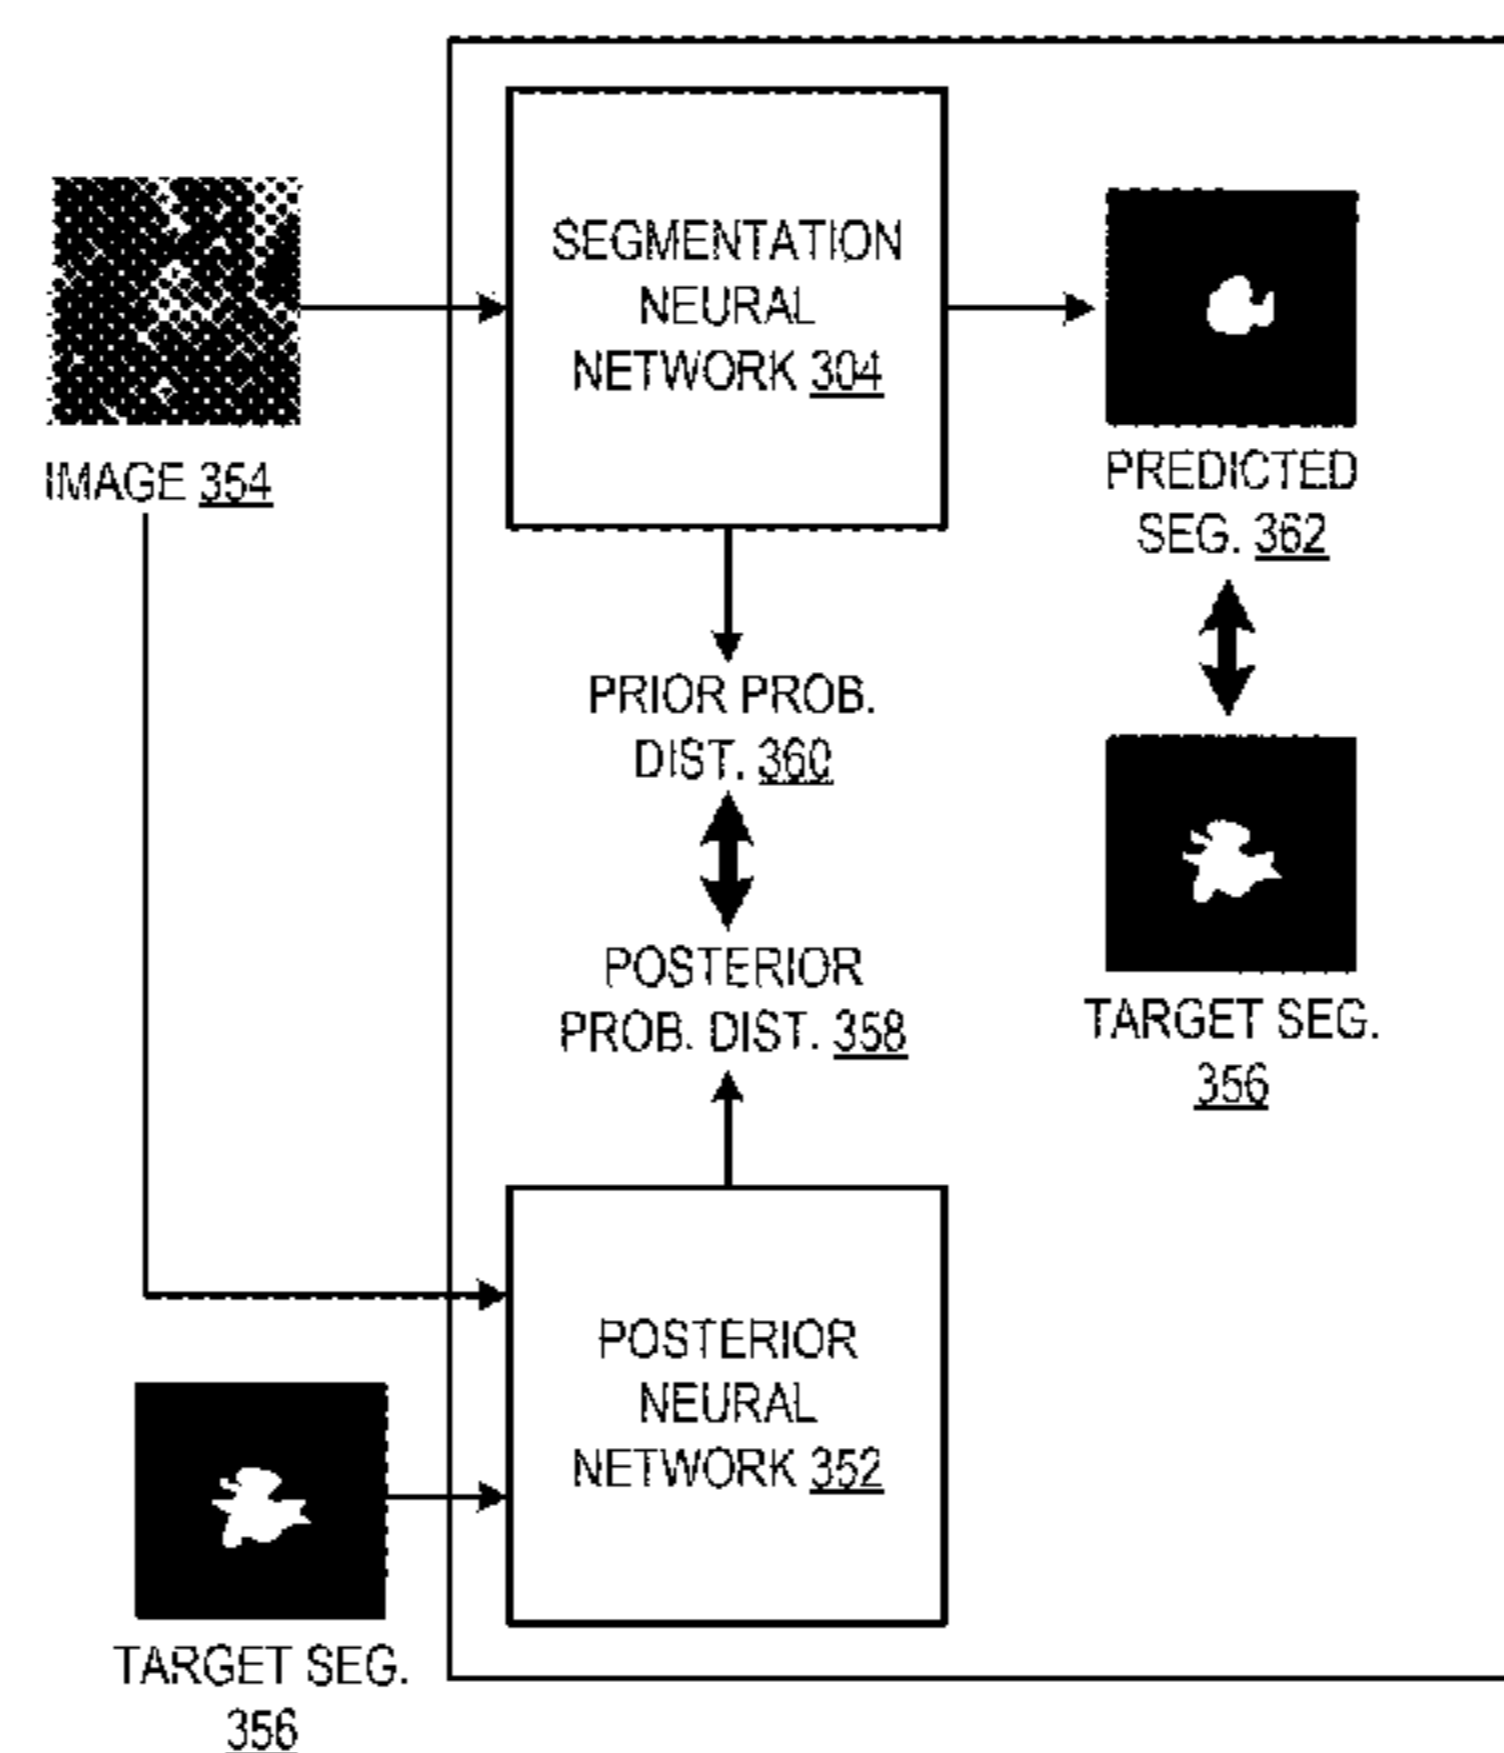 SEGMENTATION
NEURAL
NETWORK 304
IMAGE 354
PREDICTED
SEG. 362
PRIOR PROB.
DIST. 360
POSTERIOR
PROB. DIST. 358
TARGET SEG.
356
POSTERIOR
NEURAL
NETWORK 352
TARGET SEG.
356